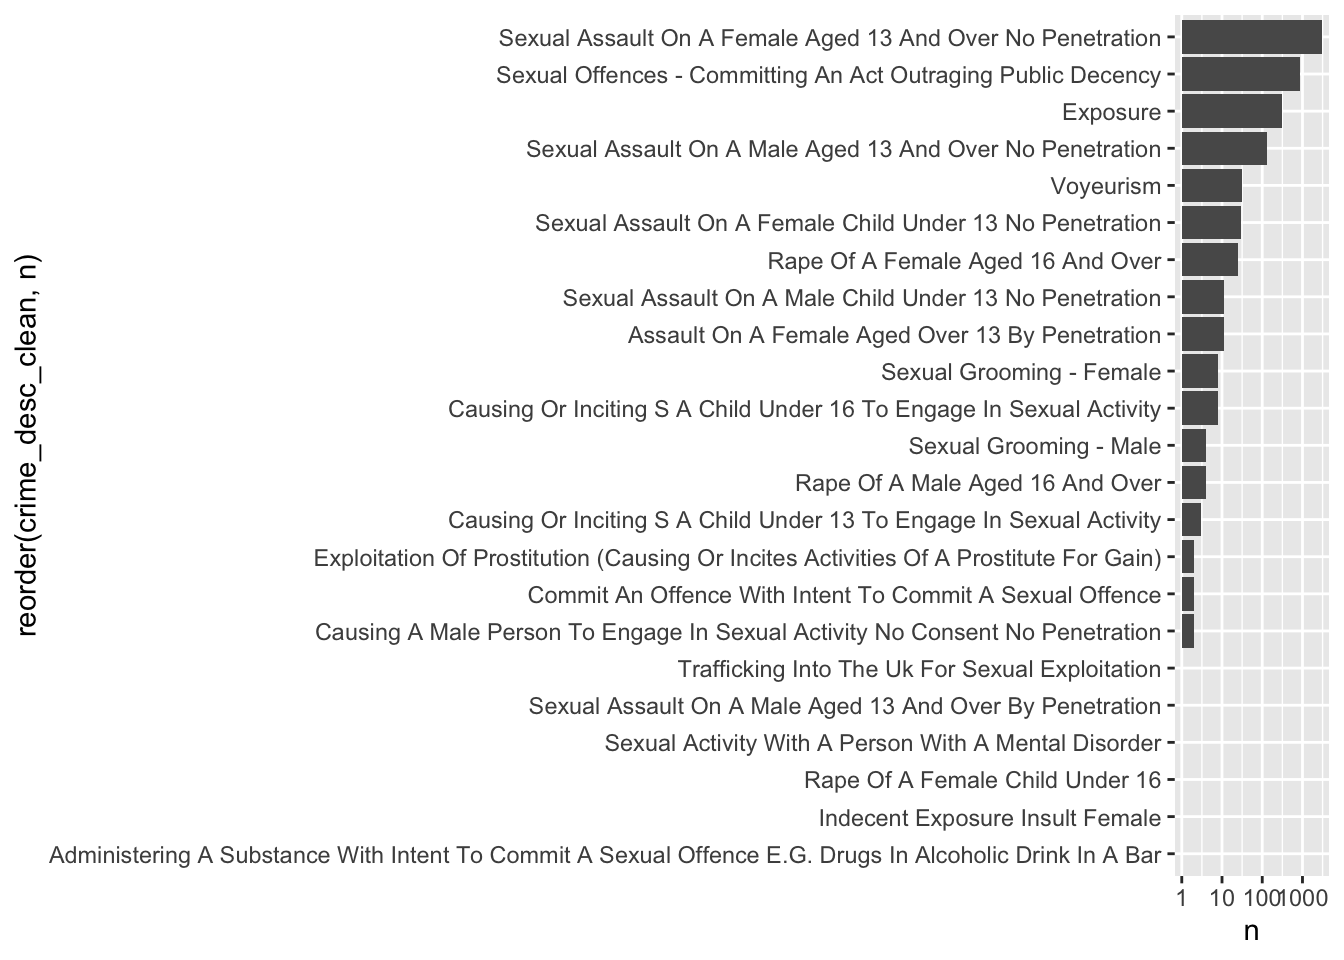 Sexual Assault On A Female Aged 13 And Over No Penetration
Sexual Offences - Committing An Act Outraging Public Decency
Exposure
Sexual Assault On A Male Aged 13 And Over No Penetration
Voyeurism
Sexual Assault On A Female Child Under 13 No Penetration
Rape Of A Female Aged 16 And Over
Sexual Assault On A Male Child Under 13 No Penetration
Assault On A Female Aged Over 13 By Penetration
Sexual Grooming - Female
Causing Or Inciting S A Child Under 16 To Engage In Sexual Activity
Sexual Grooming - Male
Rape Of A Male Aged 16 And Over
Causing Or Inciting S A Child Under 13 To Engage In Sexual Activity
Exploitation Of Prostitution (Causing Or Incites Activities Of A Prostitute For Gain)
Commit An Offence With Intent To Commit A Sexual Offence
Causing A Male Person To Engage In Sexual Activity No Consent No Penetration
Trafficking Into The Uk For Sexual Exploitation
Sexual Assault On A Male Aged 13 And Over By Penetration
Sexual Activity With A Person With A Mental Disorder
Rape Of A Female Child Under 16
Indecent Exposure Insult Female
Administering A Substance With Intent To Commit A Sexual Offence E.G. Drugs In Alcoholic Drink In A Bar
reorder(crime_desc_clean, n)
1 10 100 1000
n